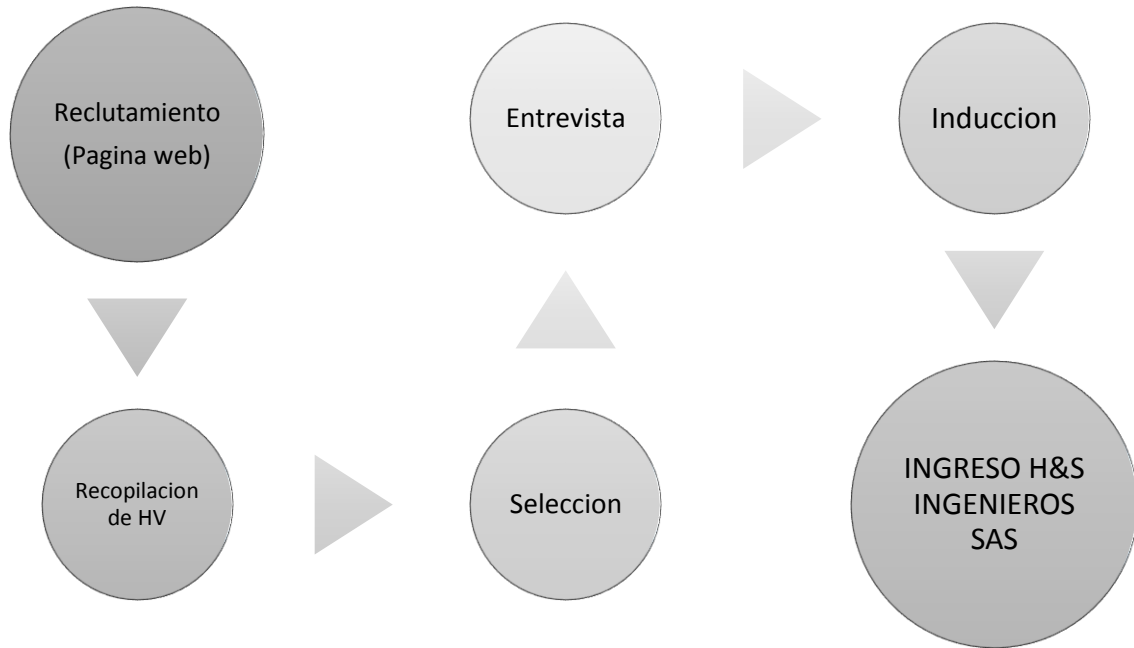 Reclutamiento
(Pagina web)
Recopilacion
de HV
Seleccion
Entrevista
Induccion
INGRESO H&S
INGENIEROS
SAS